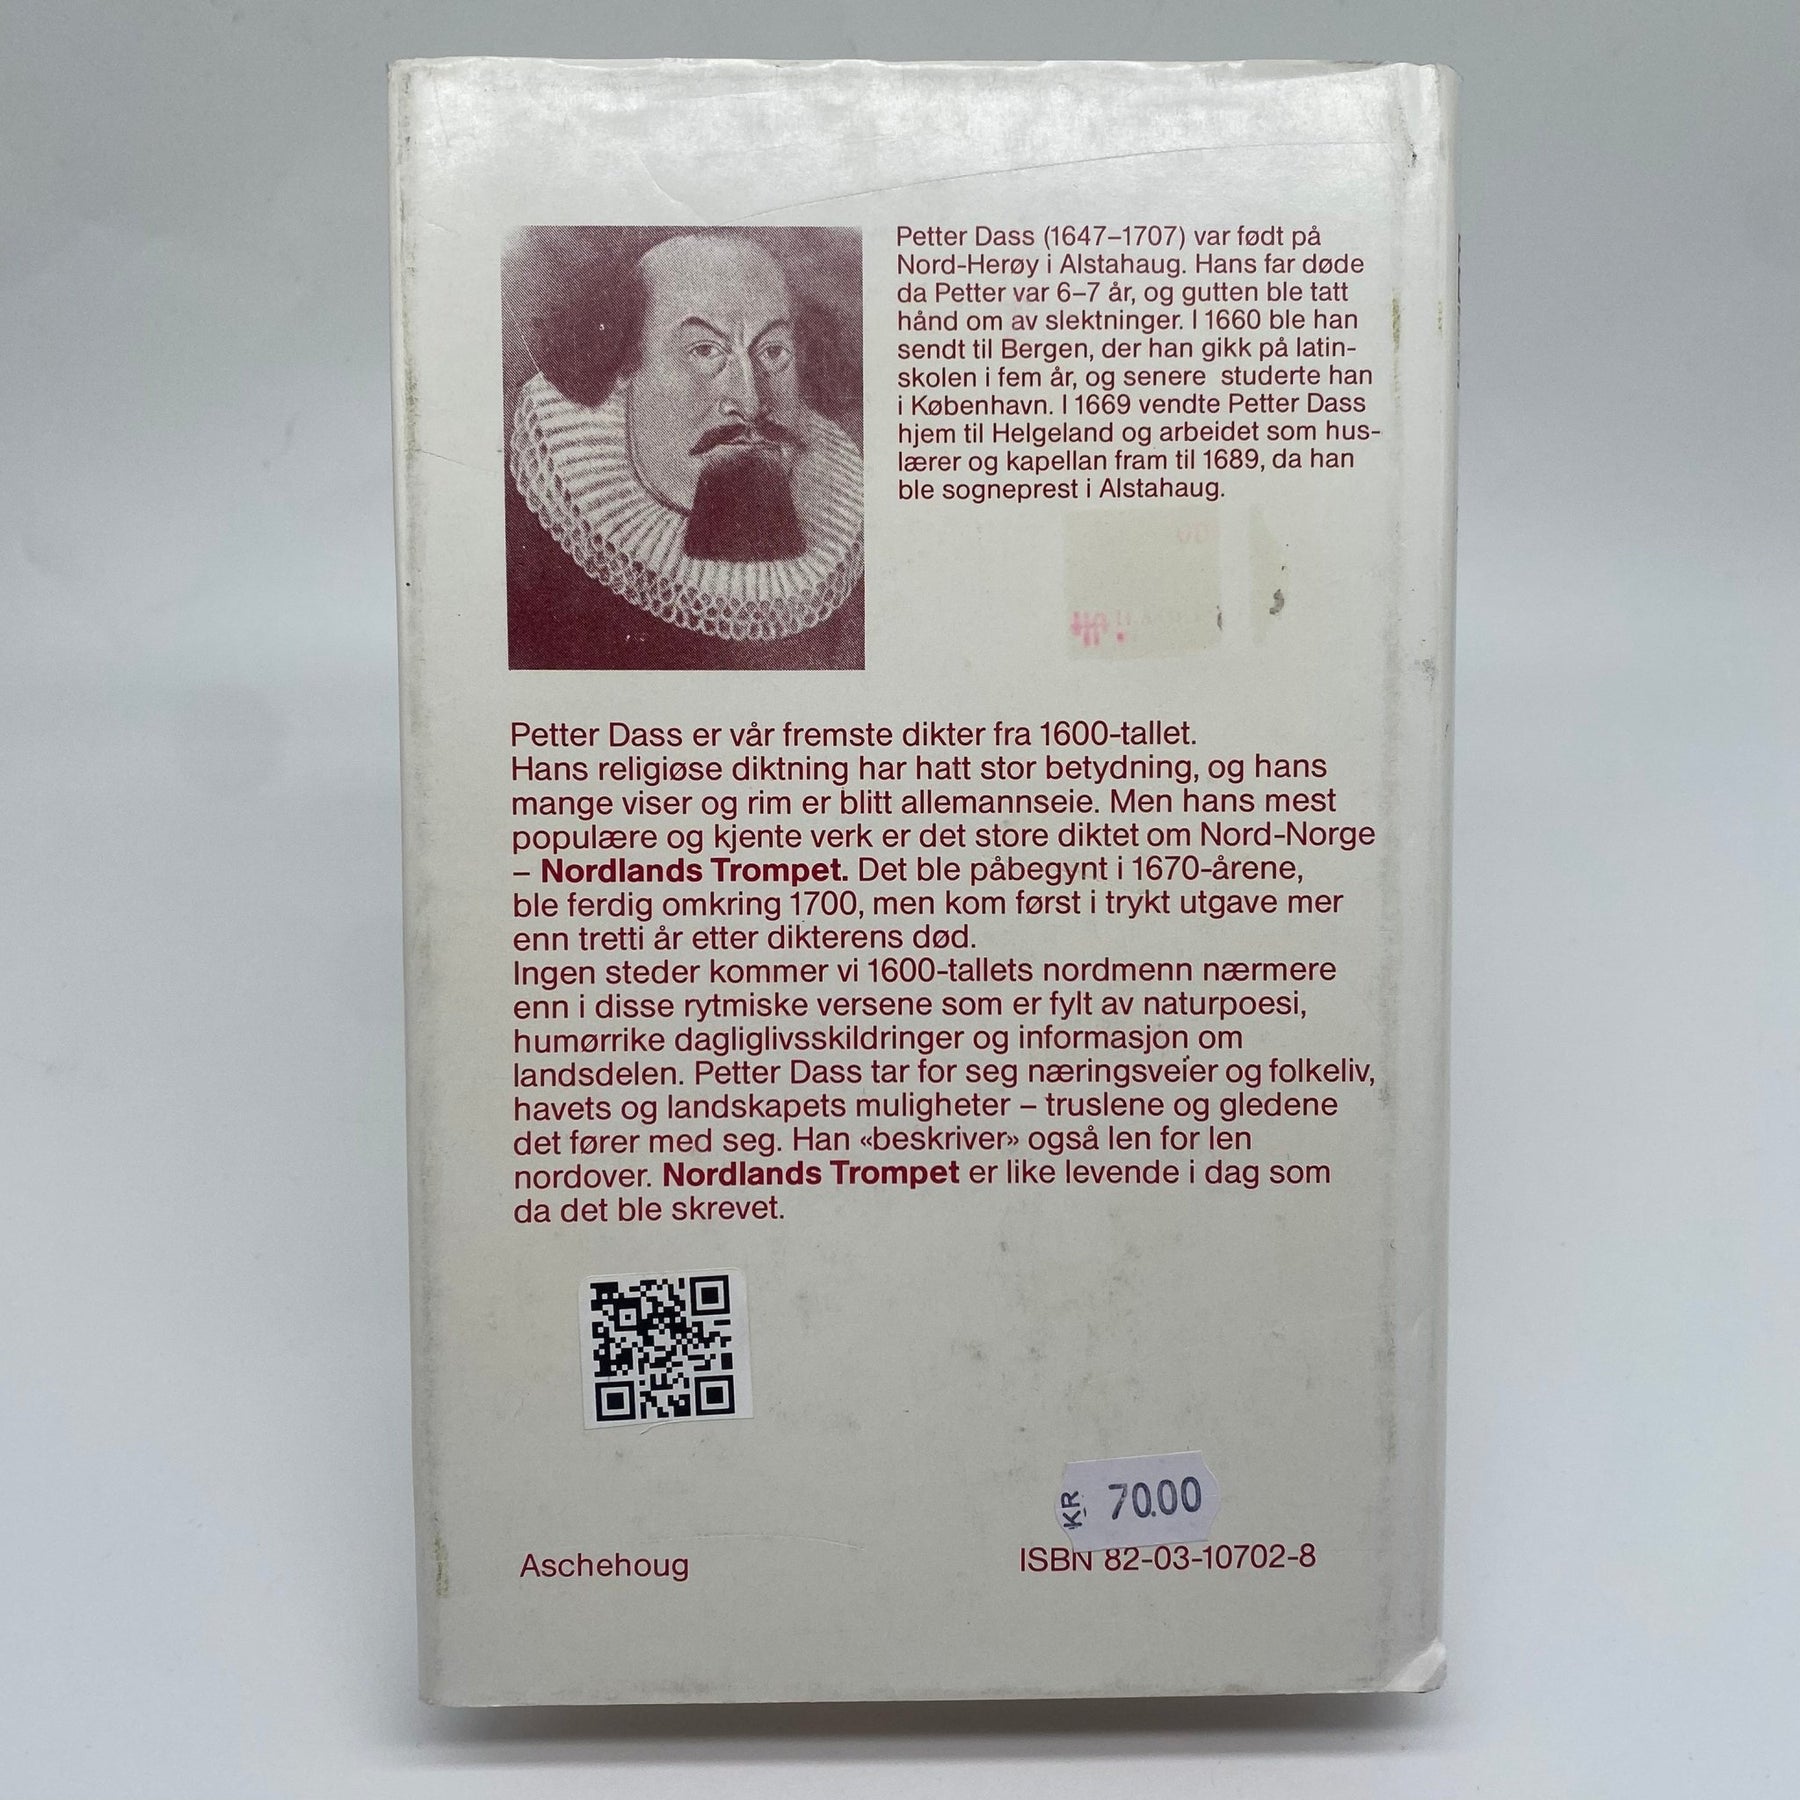 Petter Dass (1647–1707) var født på
Nord-Herøy i Alstahaug. Hans far døde
da Petter var 6–7 år, og gutten ble tatt
hånd om av slektninger. I 1660 ble han
sendt til Bergen, der han gikk på latin-
skolen i fem år, og senere studerte han
i København. I 1669 vendte Petter Dass
hjem til Helgeland og arbeidet som hus-
lærer og kapellan fram til 1689, da han
ble sogneprest i Alstahaug.
Petter Dass er vår fremste dikter fra 1600-tallet.
Hans religiøse diktning har hatt stor betydning, og hans
mange viser og rim er blitt allemannseie. Men hans mest
populære og kjente verk er det store diktet om Nord-Norge
– Nordlands Trompet. Det ble påbegynt i 1670-årene,
ble ferdig omkring 1700, men kom først i trykt utgave mer
enn tretti år etter dikterens død.
Ingen steder kommer vi 1600-tallets nordmenn nærmere
enn i disse rytmiske versene som er fylt av naturpoesi,
humørrike dagliglivsskildringer og informasjon om
landsdelen. Petter Dass tar for seg næringsveier og folkeliv,
havets og landskapets muligheter – truslene og gledene
det fører med seg. Han «beskriver» også len for len
nordover. Nordlands Trompet er like levende i dag som
da det ble skrevet.
KR 70.00
Aschehoug
ISBN 82-03-10702-8